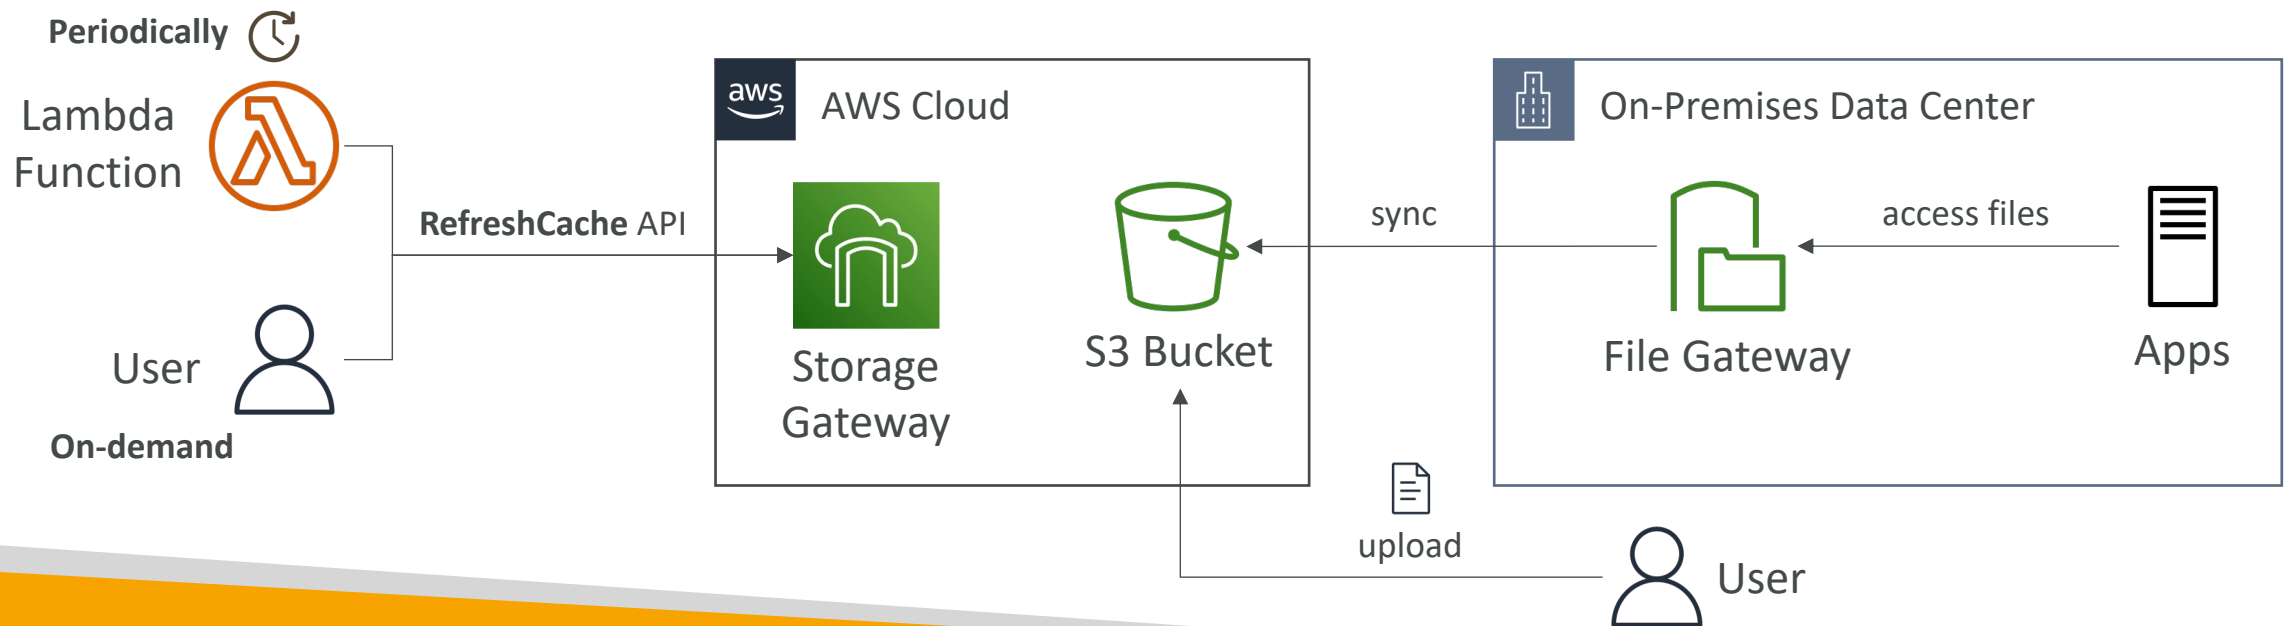 Periodically
Lambda
Function
User
On-demand
RefreshCache API
aws
AWS Cloud
Storage
Gateway
S3 Bucket
sync
upload
User
On-Premises Data Center
File Gateway
access files
Apps